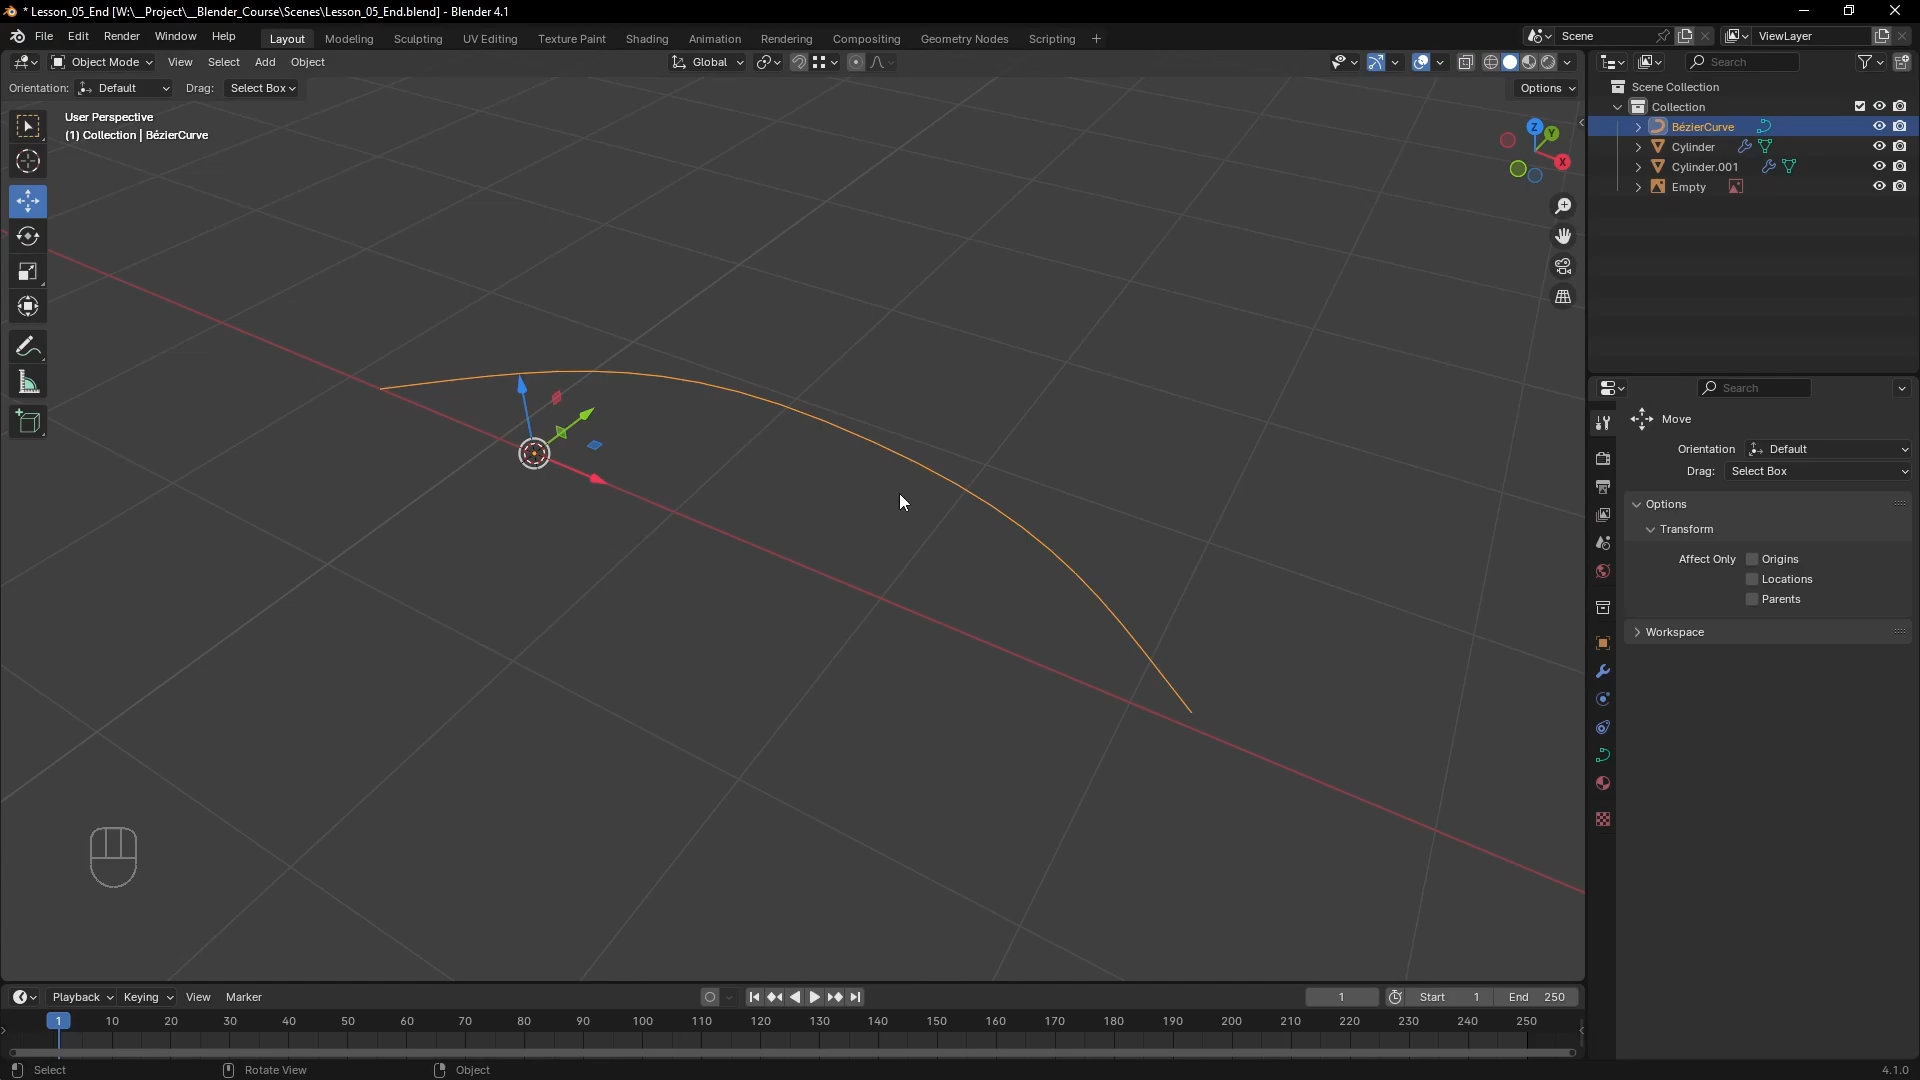 * Lesson_05_End [W:\__Project\__Blender_Course\Scenes\Lesson_05_End.blend] - Blender 4.1
File Edit Render Window Help Layout Modeling Sculpting UV Editing Texture Paint Shading Animation Rendering Compositing Geometry Nodes Scripting + Scene ViewLayer
Object Mode View Select Add Object Global Search
Orientation: Default Drag: Select Box Options
User Perspective
(1) Collection | BézierCurve
Z
Y
X
Scene Collection
Collection
BézierCurve
Cylinder
Cylinder.001
Empty
Search
Move
Orientation Default
Drag: Select Box
Options
Transform
Affect Only Origins
Locations
Parents
Workspace
Playback Keying View Marker 1 Start 1 End 250
1 10 20 30 40 50 60 70 80 90 100 110 120 130 140 150 160 170 180 190 200 210 220 230 240 250
Select Rotate View Object 4.1.0